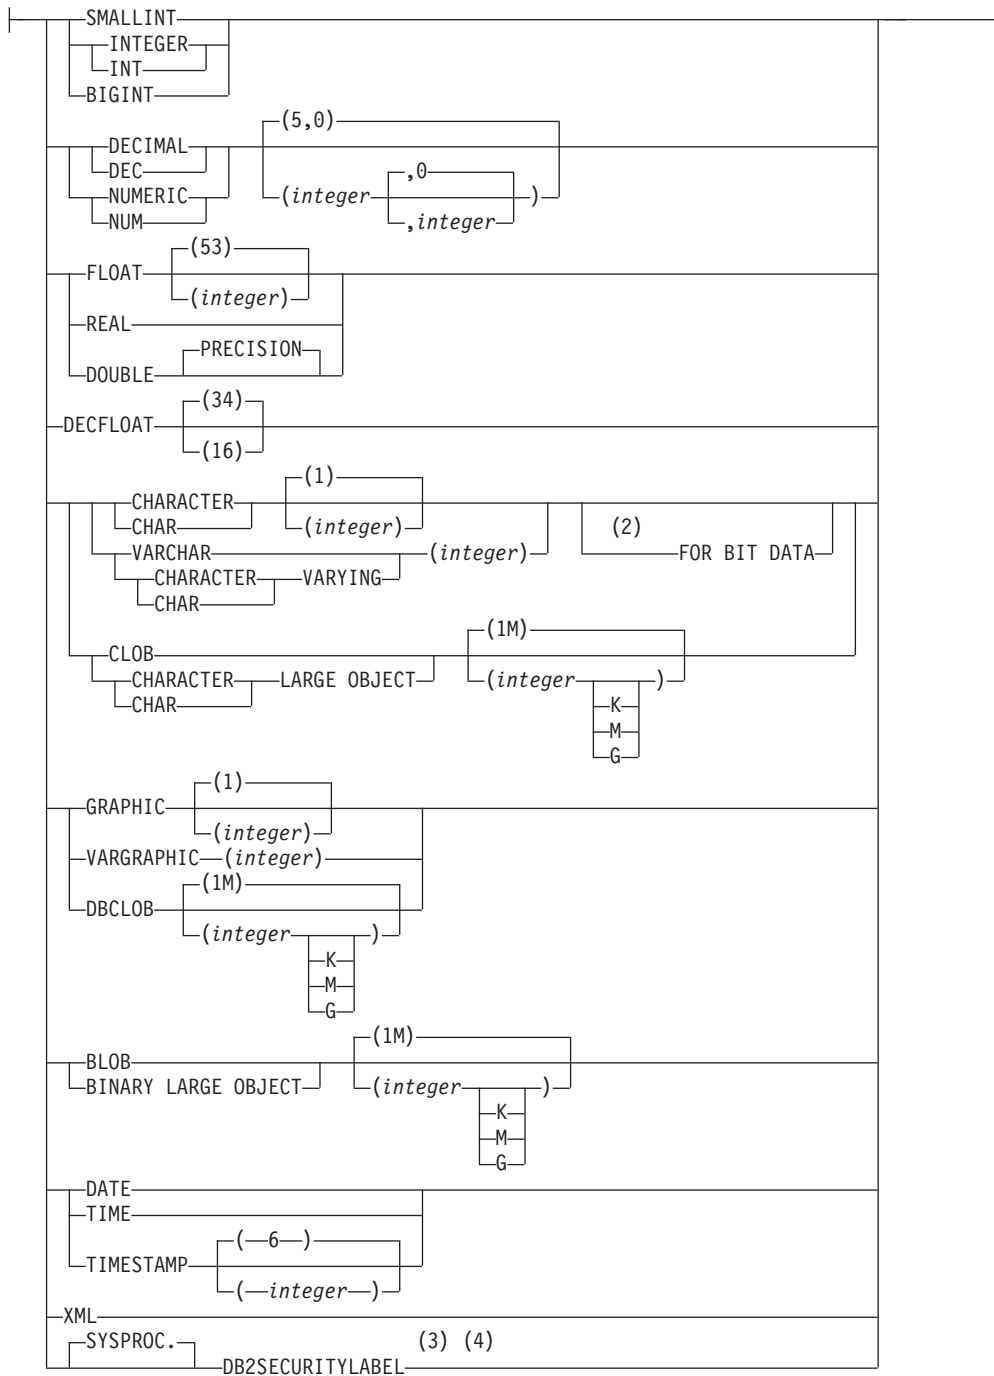 SMALLINT
INTEGER
INT
BIGINT
(5,0)
DECIMAL
DEC
,0
NUMERIC
(integer )
NUM
,integer
(53)
FLOAT
(integer)
REAL
PRECISION
DOUBLE
(34)
DECFLOAT
(16)
(1)
CHARACTER
CHAR
(integer)
(2)
VARCHAR
(integer)
FOR BIT DATA
CHARACTER VARYING
CHAR
(1M)
CLOB
CHARACTER LARGE OBJECT
(integer )
CHAR
K
M
G
(1)
GRAPHIC
(integer)
VARGRAPHIC (integer)
(1M)
DBCLOB
(integer )
K
M
G
(1M)
BLOB
BINARY LARGE OBJECT
(integer )
K
M
G
DATE
TIME
( 6 )
TIMESTAMP
( integer )
XML
SYSPROC.
(3) (4)
DB2SECURITYLABEL